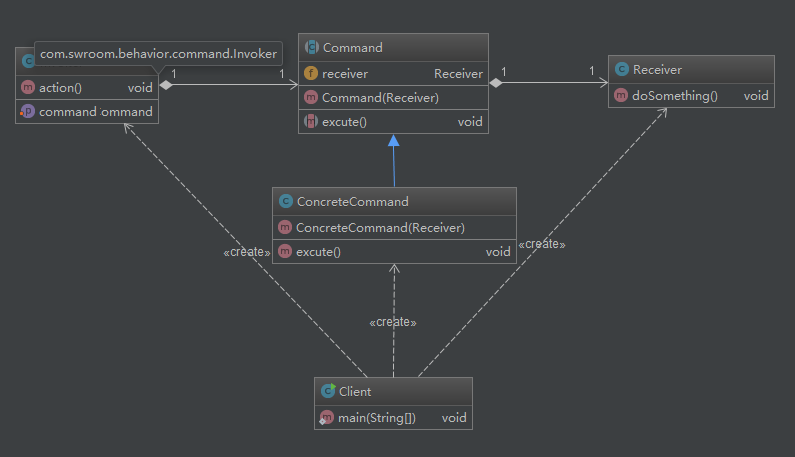 com.swroom.behavior.command.Invoker
action() void
command ommand
1
1
Command
receiver Receiver
Command(Receiver)
excute() void
1
1
Receiver
doSomething() void
ConcreteCommand
ConcreteCommand(Receiver)
excute() void
«create»
«create»
«create»
Client
main(String[]) void